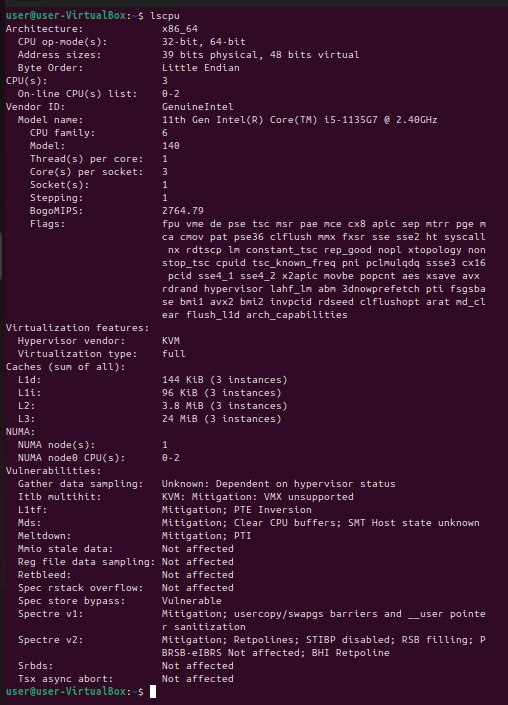 user@user-VirtualBox:~$ lscpu
Architecture:             x86_64
  CPU op-mode(s):         32-bit, 64-bit
  Address sizes:          39 bits physical, 48 bits virtual
  Byte Order:             Little Endian
CPU(s):                   3
  On-line CPU(s) list:    0-2
Vendor ID:                GenuineIntel
  Model name:             11th Gen Intel(R) Core(TM) i5-1135G7 @ 2.40GHz
    CPU family:           6
    Model:                140
    Thread(s) per core:   1
    Core(s) per socket:   3
    Socket(s):            1
    Stepping:             1
    BogoMIPS:             2764.79
    Flags:                fpu vme de pse tsc msr pae mce cx8 apic sep mtrr pge m
                          ca cmov pat pse36 clflush mmx fxsr sse sse2 ht syscall
                           nx rdtscp lm constant_tsc rep_good nopl xtopology non
                          stop_tsc cpuid tsc_known_freq pni pclmulqdq ssse3 cx16
                           pcid sse4_1 sse4_2 x2apic movbe popcnt aes xsave avx
                          rdrand hypervisor lahf_lm abm 3dnowprefetch pti fsgsba
                          se bmi1 avx2 bmi2 invpcid rdseed clflushopt arat md_cl
                          ear flush_l1d arch_capabilities
Virtualization features:
  Hypervisor vendor:      KVM
  Virtualization type:    full
Caches (sum of all):
  L1d:                    144 KiB (3 instances)
  L1i:                    96 KiB (3 instances)
  L2:                     3.8 MiB (3 instances)
  L3:                     24 MiB (3 instances)
NUMA:
  NUMA node(s):           1
  NUMA node0 CPU(s):      0-2
Vulnerabilities:
  Gather data sampling:   Unknown: Dependent on hypervisor status
  Itlb multihit:          KVM: Mitigation: VMX unsupported
  L1tf:                   Mitigation; PTE Inversion
  Mds:                    Mitigation; Clear CPU buffers; SMT Host state unknown
  Meltdown:               Mitigation; PTI
  Mmio stale data:        Not affected
  Reg file data sampling: Not affected
  Retbleed:               Not affected
  Spec rstack overflow:   Not affected
  Spec store bypass:      Vulnerable
  Spectre v1:             Mitigation; usercopy/swapgs barriers and __user pointe
                          r sanitization
  Spectre v2:             Mitigation; Retpolines; STIBP disabled; RSB filling; P
                          BRSB-eIBRS Not affected; BHI Retpoline
  Srbds:                  Not affected
  Tsx async abort:        Not affected
user@user-VirtualBox:~$